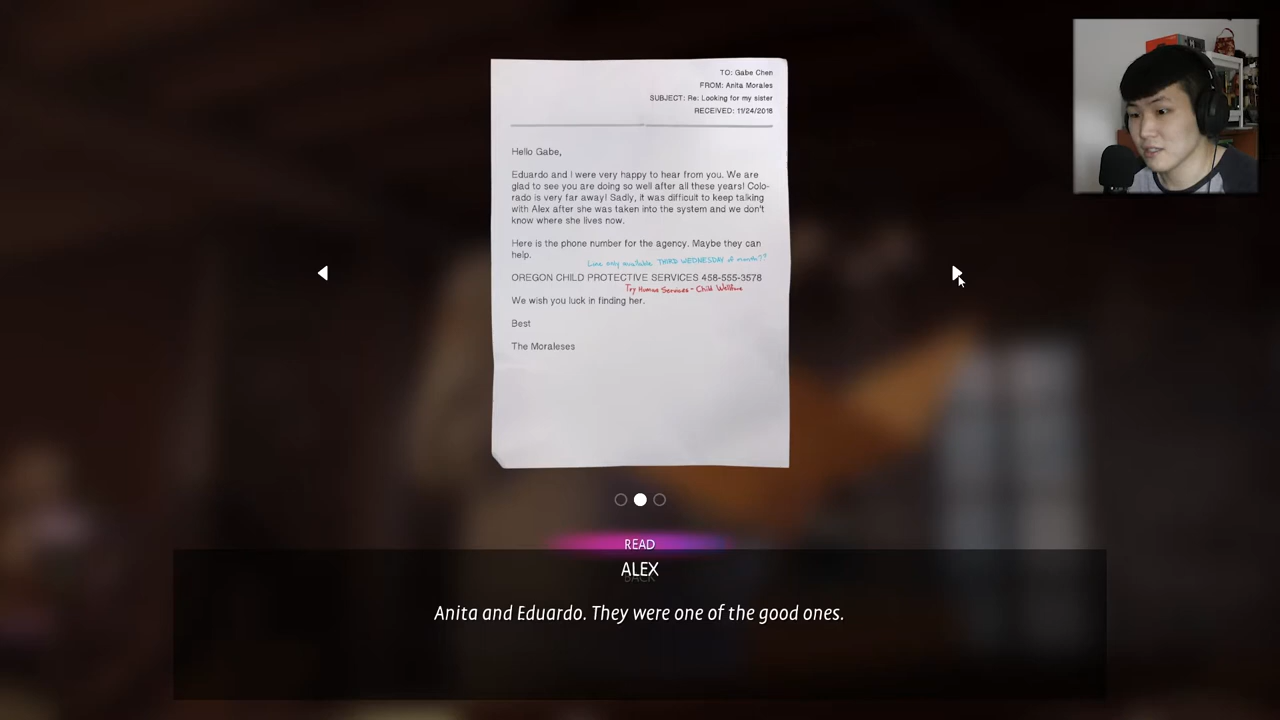 TO: Gabe Chen
FROM: Anita Morales
SUBJECT: Re: Looking for my sister
RECEIVED: 11/24/2018
Hello Gabe,
Eduardo and I were very happy to hear from you. We are
glad to see you are doing so well after all these years! Colo-
rado is very far away! Sadly, it was difficult to keep talking
with Alex after she was taken into the system and we don't
know where she lives now.
Here is the phone number for the agency. Maybe they can
help.
Line only available THIRD WEDNESDAY of month??
OREGON CHILD PROTECTIVE SERVICES 458-555-3578
Try Human Services - Child Welfare
We wish you luck in finding her.
Best
The Moraleses
READ
ALEX
BACK
Anita and Eduardo. They were one of the good ones.